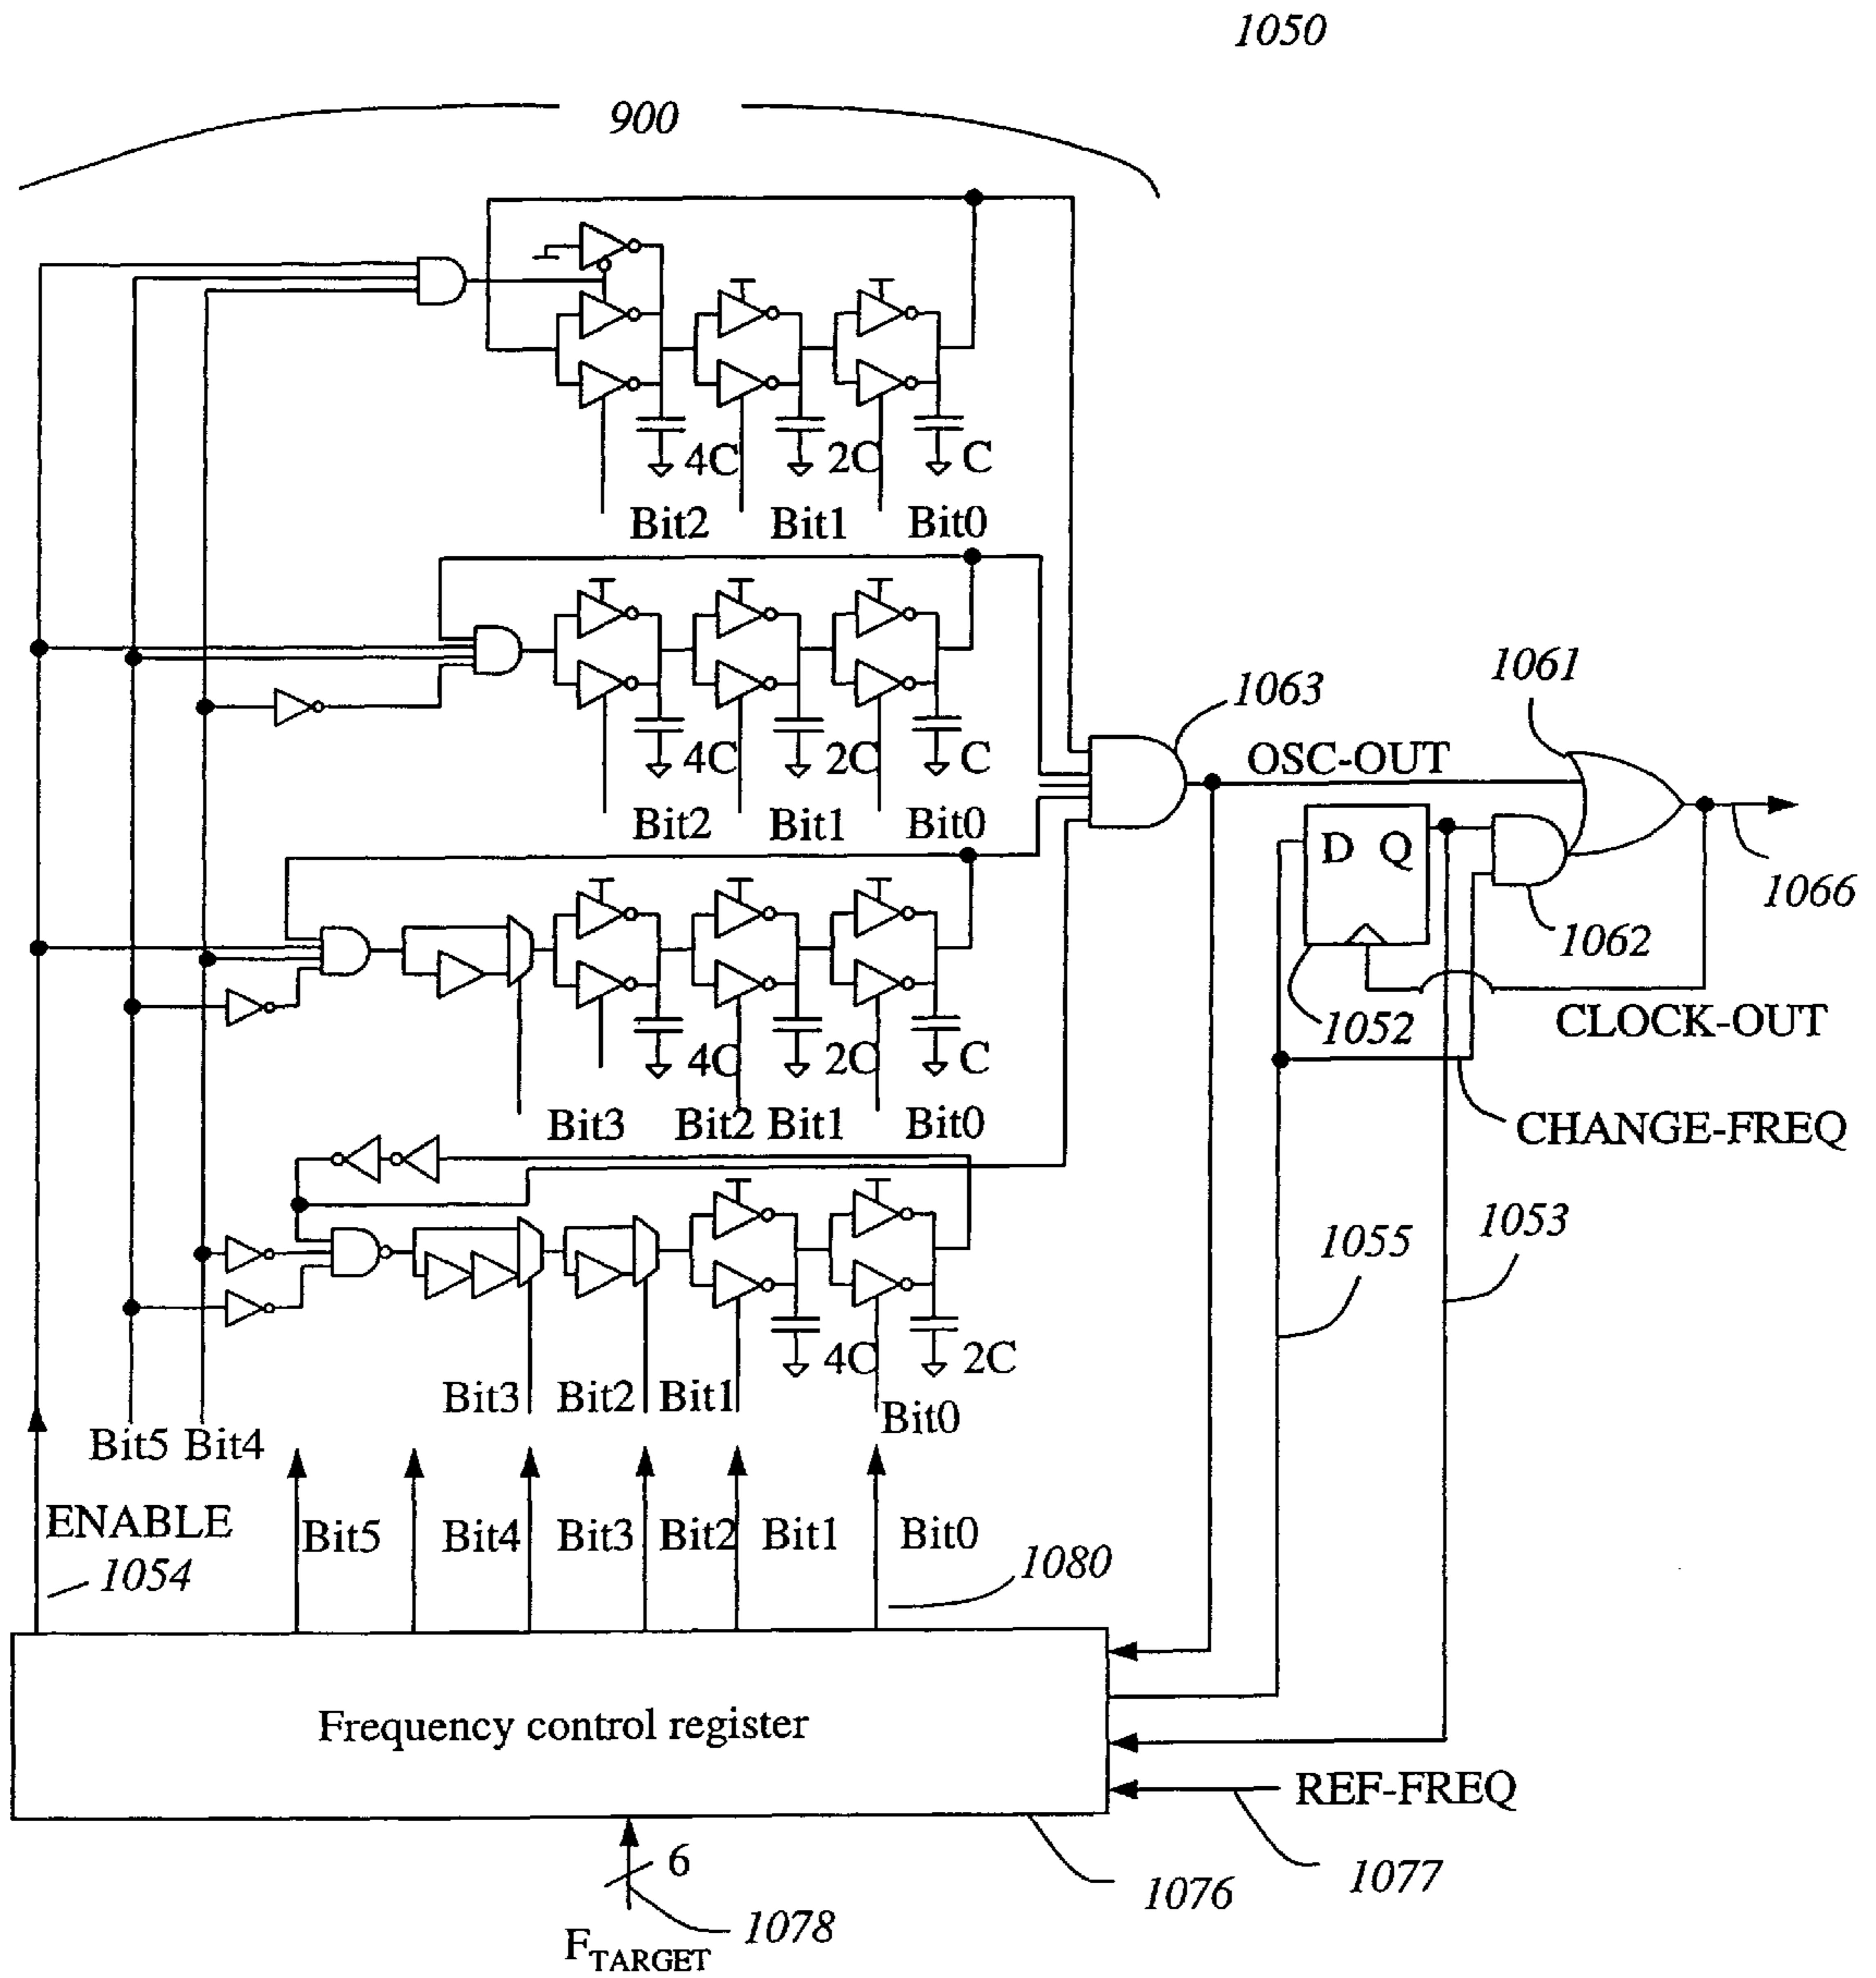 1050
900
4C 2C C
Bit2 Bit1 Bit0
4C 2C C
Bit2 Bit1 Bit0
1063
1061
OSC-OUT
D Q
1066
1062
1052
CLOCK-OUT
4C 2C C
Bit3 Bit2 Bit1 Bit0
CHANGE-FREQ
1055
1053
4C 2C
Bit3 Bit2 Bit1 Bit0
Bit5 Bit4
ENABLE
1054
Bit5 Bit4 Bit3 Bit2 Bit1 Bit0
1080
Frequency control register
REF-FREQ
1077
1076
6
1078
FTARGET